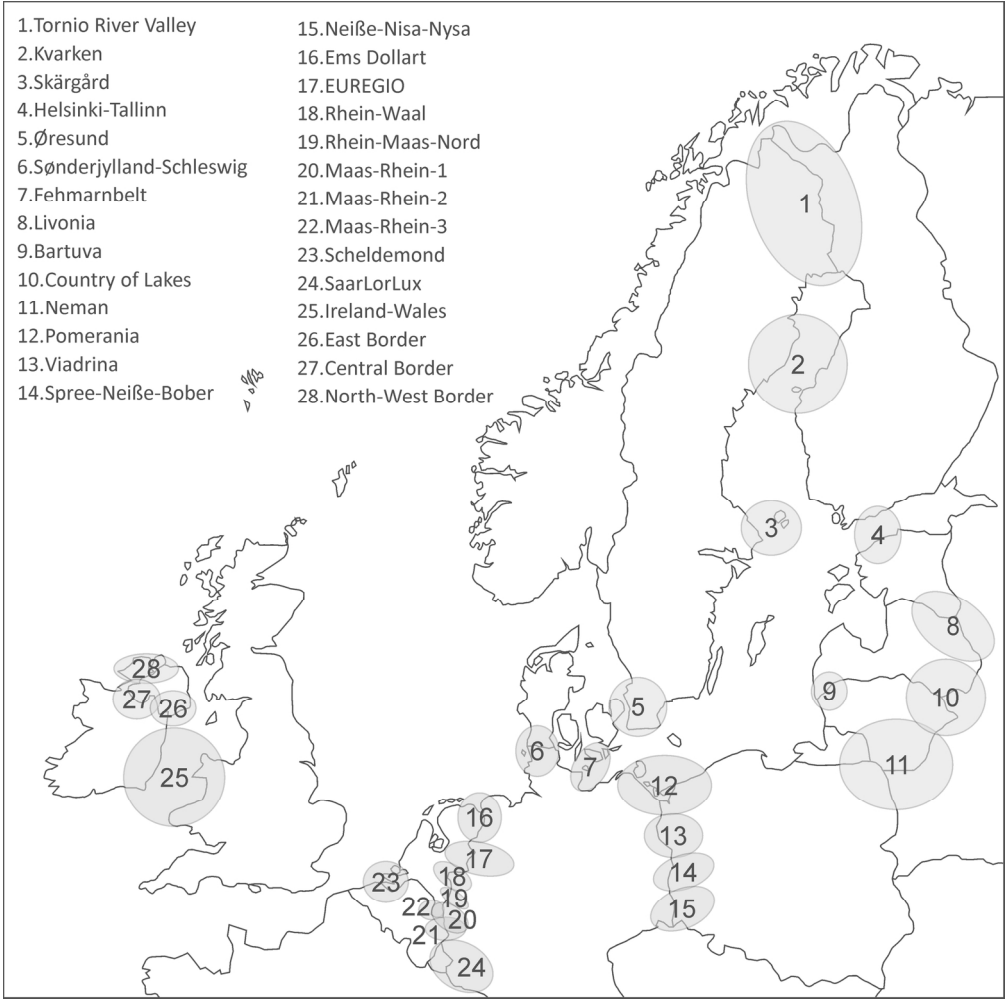 1.Tornio River Valley
2.Kvarken
3.Skärgård
4.Helsinki-Tallinn
5.Øresund
6.Sønderjylland-Schleswig
7.Fehmarnbelt
8.Livonia
9.Bartuva
10.Country of Lakes
11.Neman
12.Pomerania
13.Viadrina
14.Spree-Neiße-Bober
15.Neiße-Nisa-Nysa
16.Ems Dollart
17.EUREGIO
18.Rhein-Waal
19.Rhein-Maas-Nord
20.Maas-Rhein-1
21.Maas-Rhein-2
22.Maas-Rhein-3
23.Scheldemond
24.SaarLorLux
25.Ireland-Wales
26.East Border
27.Central Border
28.North-West Border
1
2
3
4
8
28
27
26
9
10
5
6
7
11
25
12
16
13
17
18
14
23
19
22
15
20
21
24